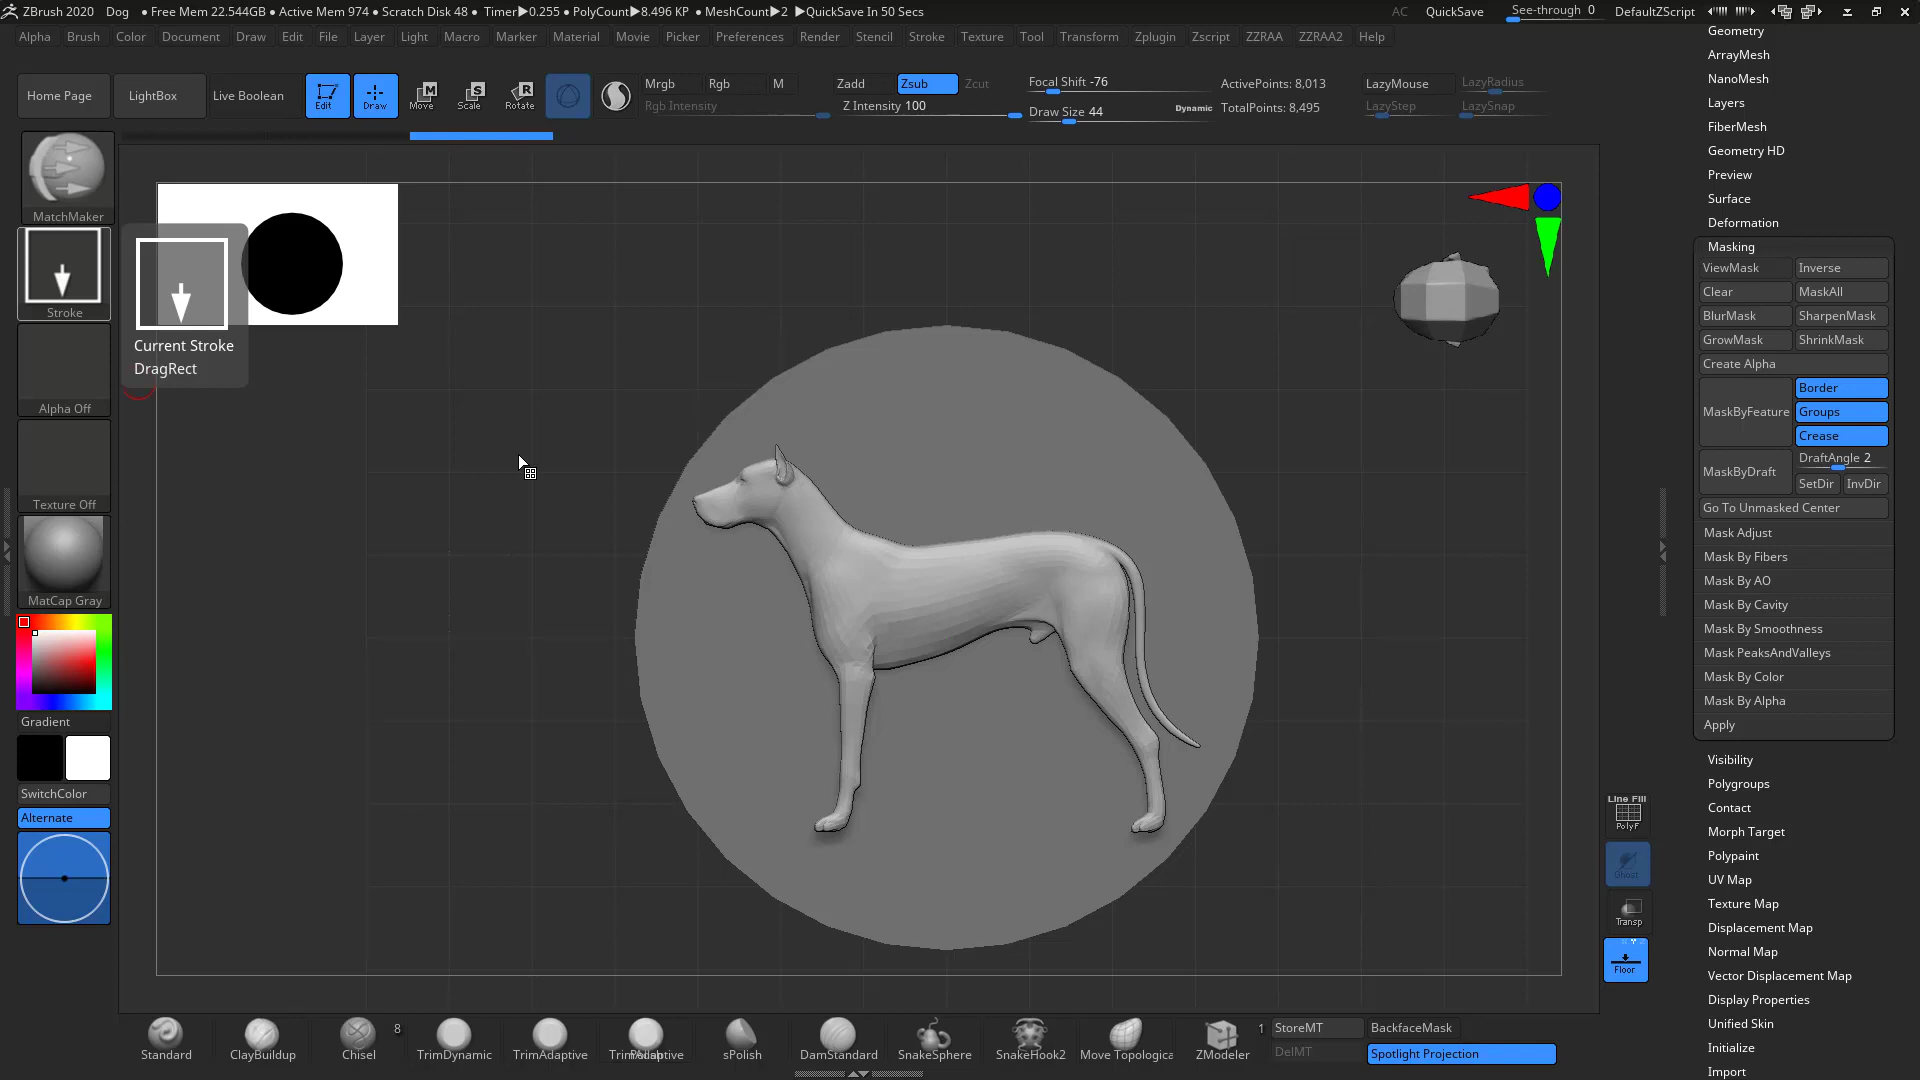 ZBrush 2020 Dog • Free Mem 22.544GB • Active Mem 974 • Scratch Disk 48 • Timer▶0.255 • PolyCount▶8.496 KP • MeshCount▶2 ▶QuickSave In 50 Secs AC QuickSave See-through 0 DefaultZScript
Alpha Brush Color Document Draw Edit File Layer Light Macro Marker Material Movie Picker Preferences Render Stencil Stroke Texture Tool Transform Zplugin Zscript ZZRAA ZZRAA2 Help
Home Page LightBox Live Boolean Edit Draw Move Scale Rotate
M S R
Mrgb Rgb M Zadd Zsub Zcut Focal Shift -76 ActivePoints: 8,013 LazyMouse LazyRadius
Rgb Intensity Z Intensity 100 Draw Size 44 Dynamic TotalPoints: 8,495 LazyStep LazySnap
MatchMaker
Stroke
Current Stroke
DragRect
Alpha Off
Texture Off
MatCap Gray
Gradient
SwitchColor
Alternate
Geometry
ArrayMesh
NanoMesh
Layers
FiberMesh
Geometry HD
Preview
Surface
Deformation
Masking
ViewMask Inverse
Clear MaskAll
BlurMask SharpenMask
GrowMask ShrinkMask
Create Alpha
MaskByFeature Border
Groups
Crease
MaskByDraft DraftAngle 2
SetDir InvDir
Go To Unmasked Center
Mask Adjust
Mask By Fibers
Mask By AO
Mask By Cavity
Mask By Smoothness
Mask PeaksAndValleys
Mask By Color
Mask By Alpha
Apply
Visibility
Polygroups
Contact
Morph Target
Polypaint
UV Map
Texture Map
Displacement Map
Normal Map
Vector Displacement Map
Display Properties
Unified Skin
Initialize
Import
Line Fill
PolyF
Ghost
Transp
Floor
Standard ClayBuildup Chisel 8 TrimDynamic TrimAdaptive sPolish DamStandard SnakeSphere SnakeHook2 Move Topologica ZModeler 1
StoreMT BackfaceMask
DelMT Spotlight Projection